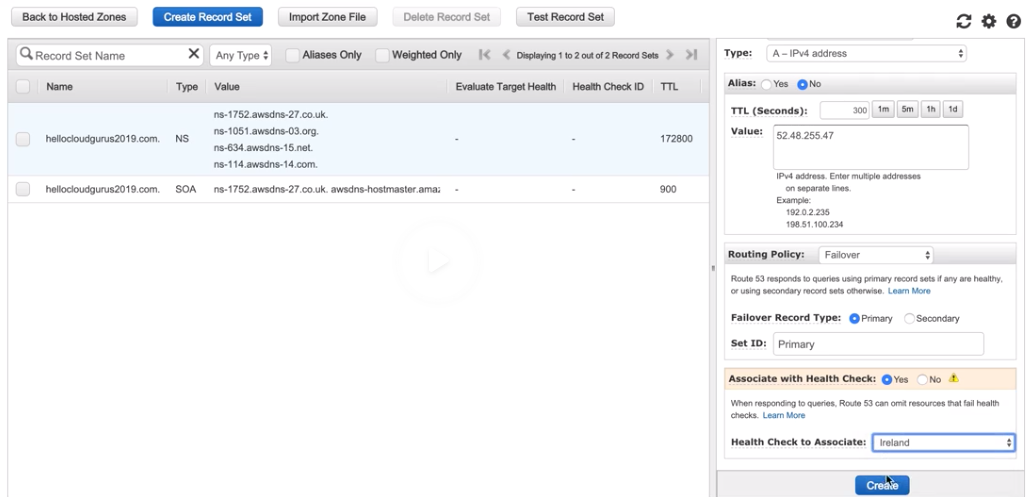 Back to Hosted Zones
Create Record Set
Import Zone File
Delete Record Set
Test Record Set
Record Set Name
Any Type
Aliases Only
Weighted Only
Displaying 1 to 2 out of 2 Record Sets
Name Type Value Evaluate Target Health Health Check ID TTL
hellocloudgurus2019.com. NS
ns-1752.awsdns-27.co.uk.
ns-1051.awsdns-03.org.
ns-634.awsdns-15.net.
ns-114.awsdns-14.com.
- - 172800
hellocloudgurus2019.com. SOA ns-1752.awsdns-27.co.uk. awsdns-hostmaster.amaz - - 900
Type: A – IPv4 address
Alias: Yes No
TTL (Seconds): 300 1m 5m 1h 1d
Value: 52.48.255.47
IPv4 address. Enter multiple addresses
on separate lines.
Example:
192.0.2.235
198.51.100.234
Routing Policy: Failover
Route 53 responds to queries using primary record sets if any are healthy,
or using secondary record sets otherwise. Learn More
Failover Record Type: Primary Secondary
Set ID: Primary
Associate with Health Check: Yes No
When responding to queries, Route 53 can omit resources that fail health
checks. Learn More
Health Check to Associate: Ireland
Create